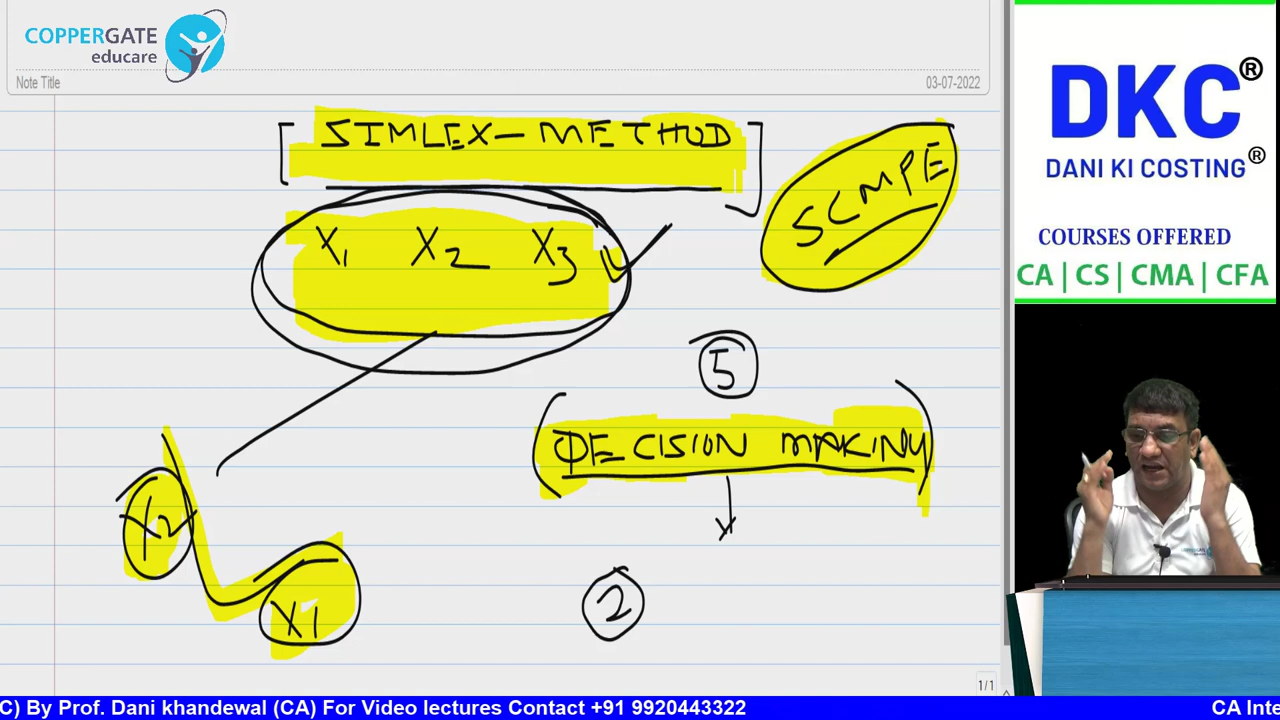 COPPERGATE
educare
Note Title
03-07-2022
[ SIMLEX-METHOD ]
SCMPE
X1 X2 X3
5
(DECISION MAKING)
X2
X1
2
1/1
DKC®
DANI KI COSTING®
COURSES OFFERED
CA | CS | CMA | CFA
C) By Prof. Dani khandewal (CA) For Video lectures Contact +91 9920443322
CA Inte